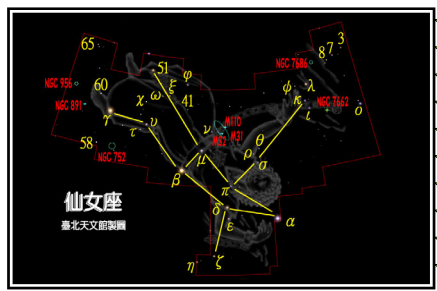 65
3
7
8
NGC 7686
51
φ
NGC 956
60
ξ
ω
χ
41
φ
λ
κ
NGC 7662
ι
ο
NGC 891
γ
τ
υ
M110
M31
M32
ν
58
NGC 752
μ
θ
ρ
σ
β
π
δ
α
ε
仙女座
臺北天文館製圖
η
ζ